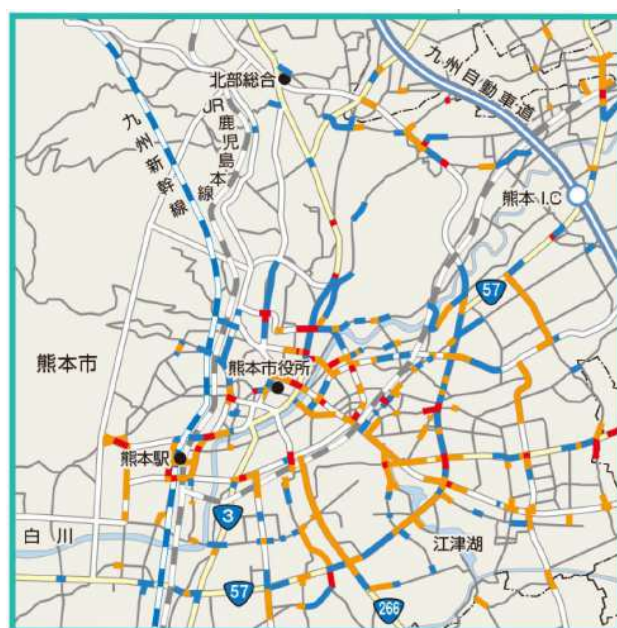 北部総合
九州自動車道
九州新幹線
JR鹿児島本線
熊本I.C
57
熊本市
熊本市役所
熊本駅
3
白川
江津湖
57
266